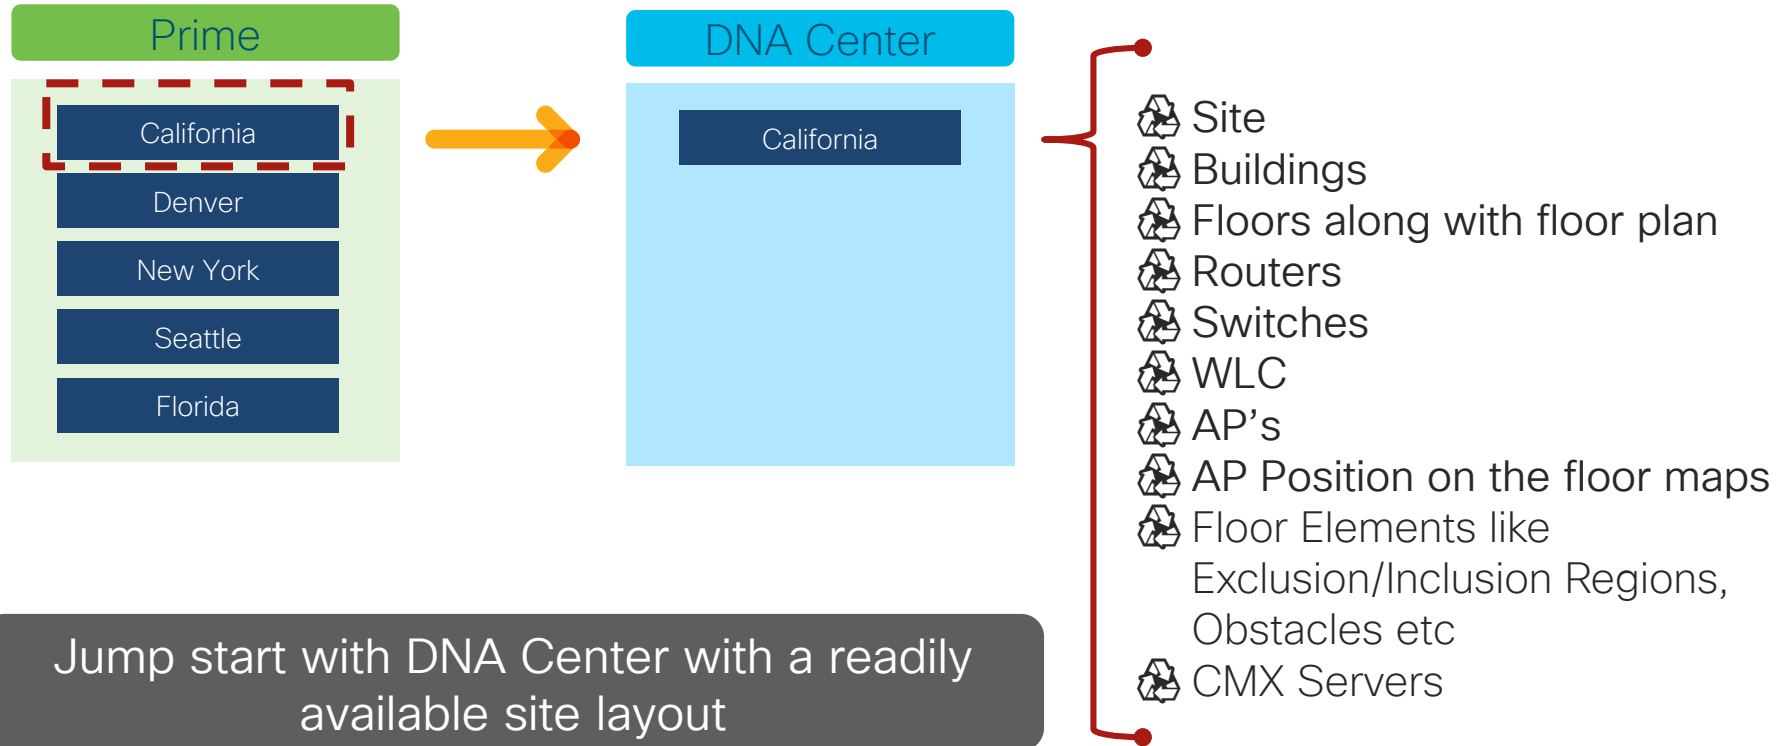 Prime
California
Denver
New York
Seattle
Florida
DNA Center
California
Site
Buildings
Floors along with floor plan
Routers
Switches
WLC
AP’s
AP Position on the floor maps
Floor Elements like
Exclusion/Inclusion Regions,
Obstacles etc
CMX Servers
Jump start with DNA Center with a readily
available site layout